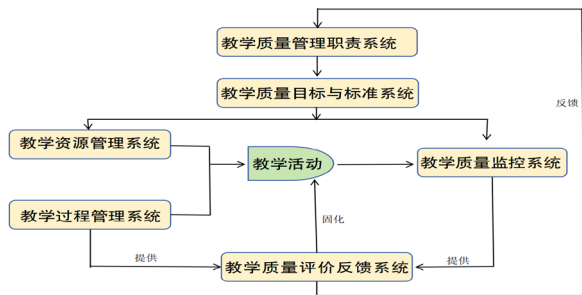 教学质量管理职责系统
教学质量目标与标准系统
反馈
教学资源管理系统
教学活动
教学质量监控系统
教学过程管理系统
固化
提供
教学质量评价反馈系统
提供